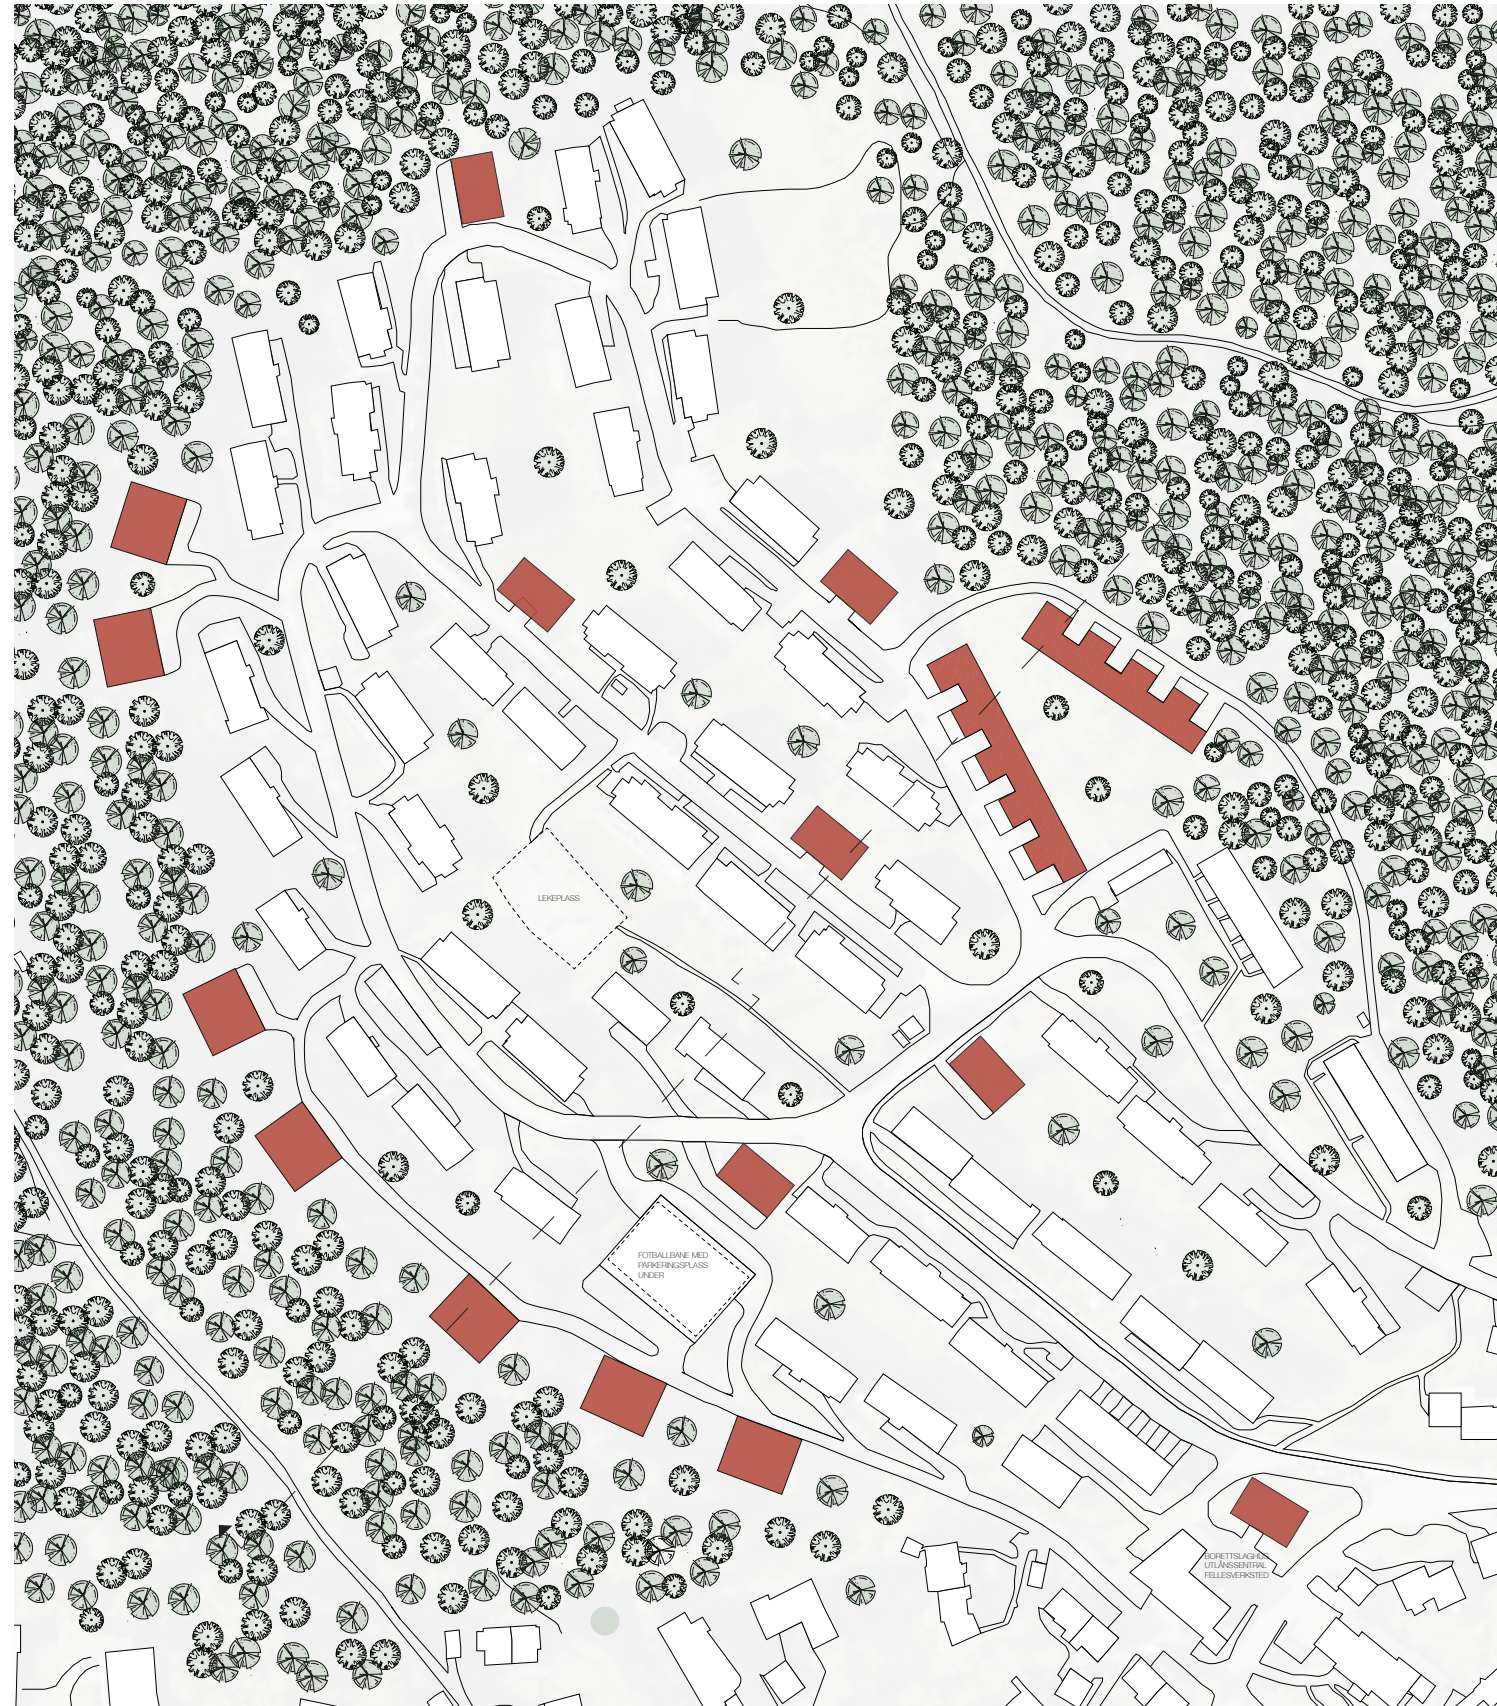 LEKEPLASS
FOTBALLBANE MED
PARKERINGSPLASS
UNDER
BORETTSLAGHUS
UTLÅNSSENTRAL
FELLESVERKSTED